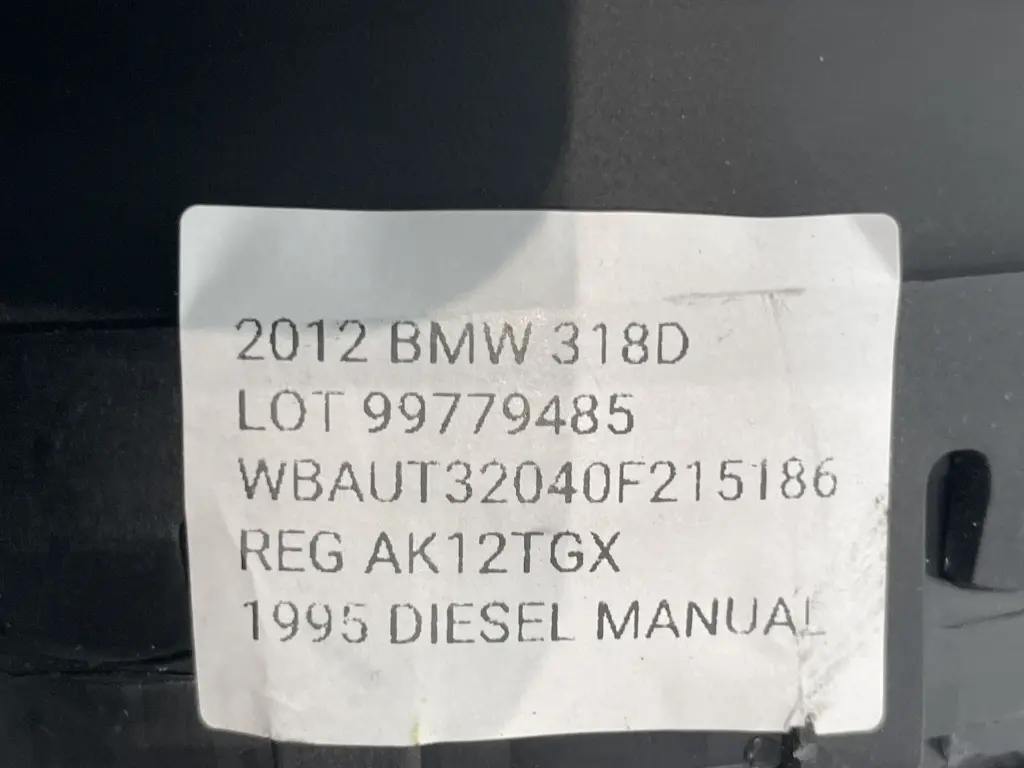 2012 BMW 318D
LOT 99779485
WBAUT32040F215186
REG AK12TGX
1995 DIESEL MANUAL